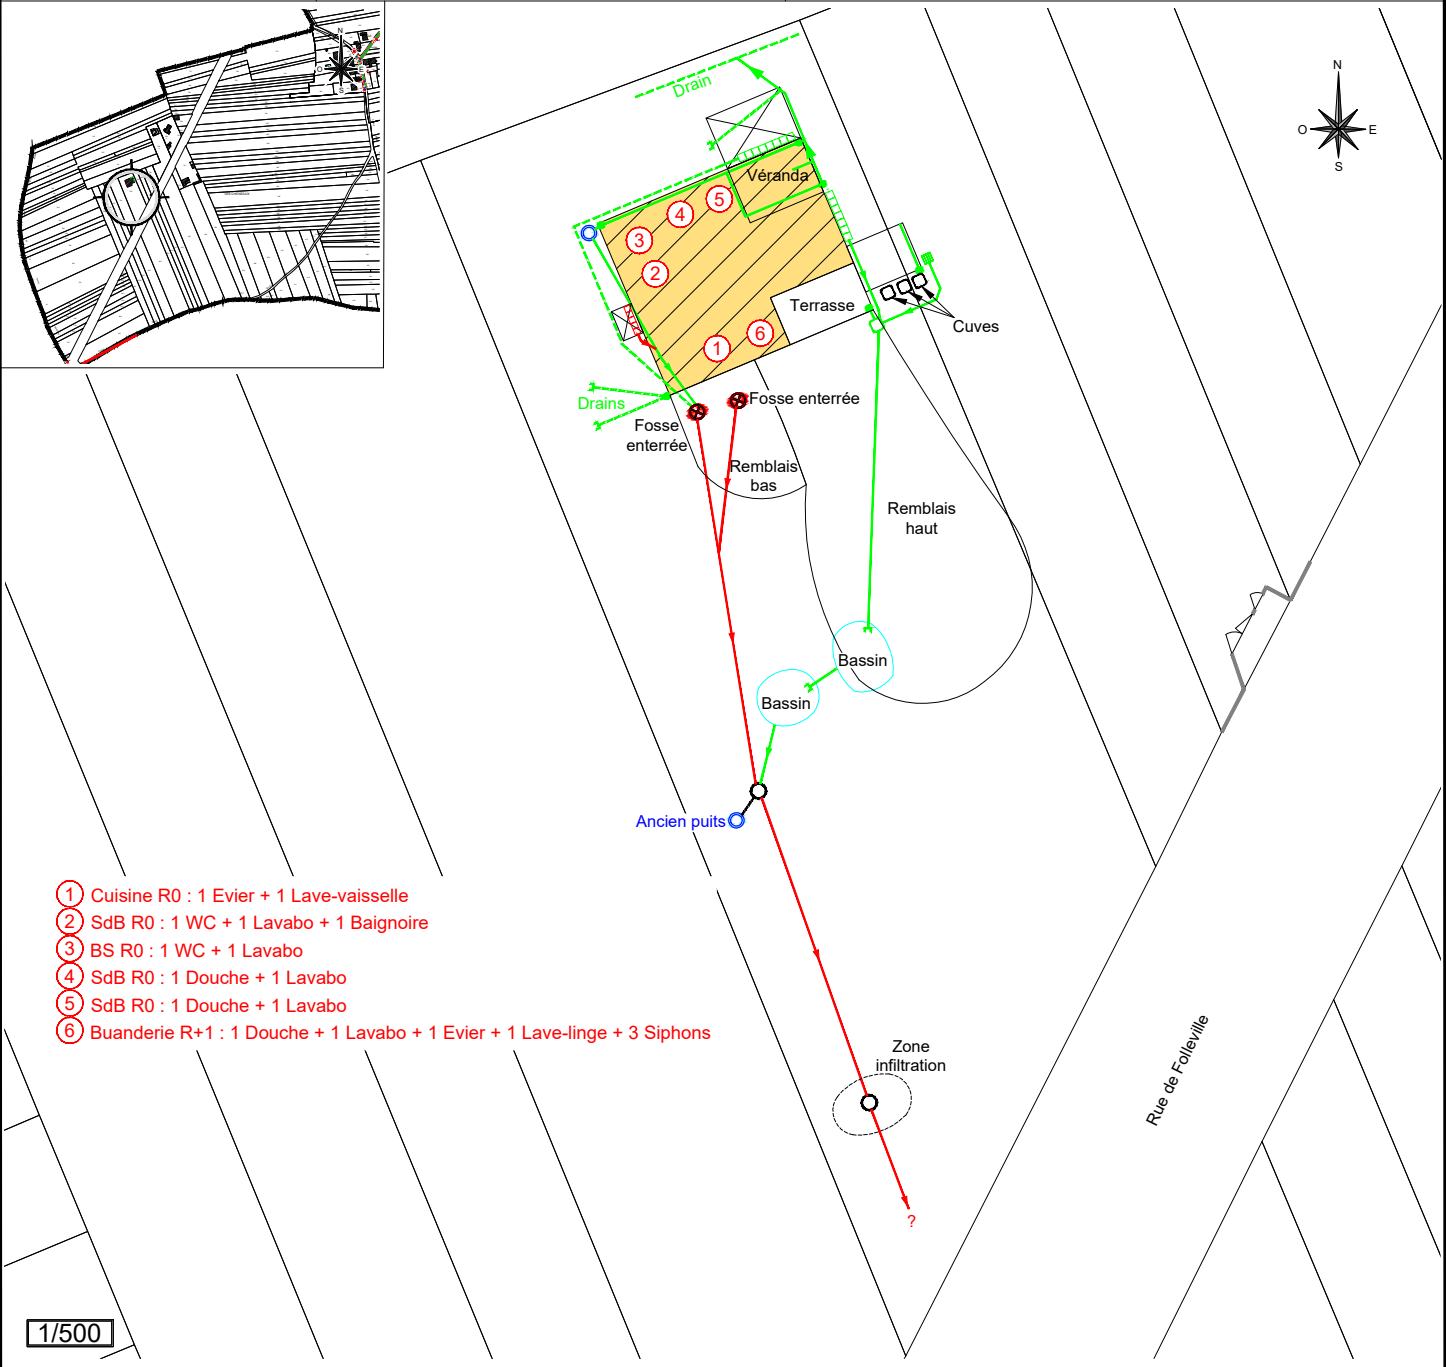 N
O
E
S
N
O
E
S
Drain
Véranda
5
4
3
2
Terrasse
6
1
Cuves
Drains
Fosse enterrée
Fosse
enterrée
Remblais
bas
Remblais
haut
Bassin
Bassin
Ancien puits
1 Cuisine R0 : 1 Evier + 1 Lave-vaisselle
2 SdB R0 : 1 WC + 1 Lavabo + 1 Baignoire
3 BS R0 : 1 WC + 1 Lavabo
4 SdB R0 : 1 Douche + 1 Lavabo
5 SdB R0 : 1 Douche + 1 Lavabo
6 Buanderie R+1 : 1 Douche + 1 Lavabo + 1 Evier + 1 Lave-linge + 3 Siphons
Zone
infiltration
Rue de Folleville
?
1/500